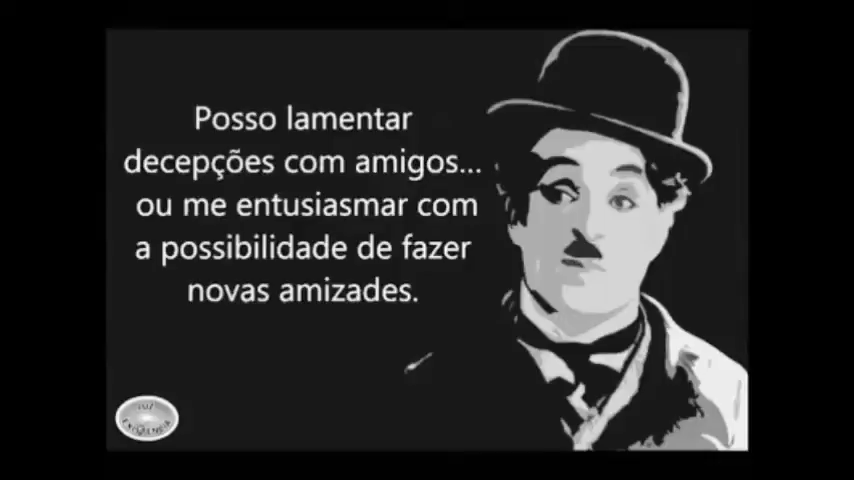 Posso lamentar
decepções com amigos...
ou me entusiasmar com
a possibilidade de fazer
novas amizades.